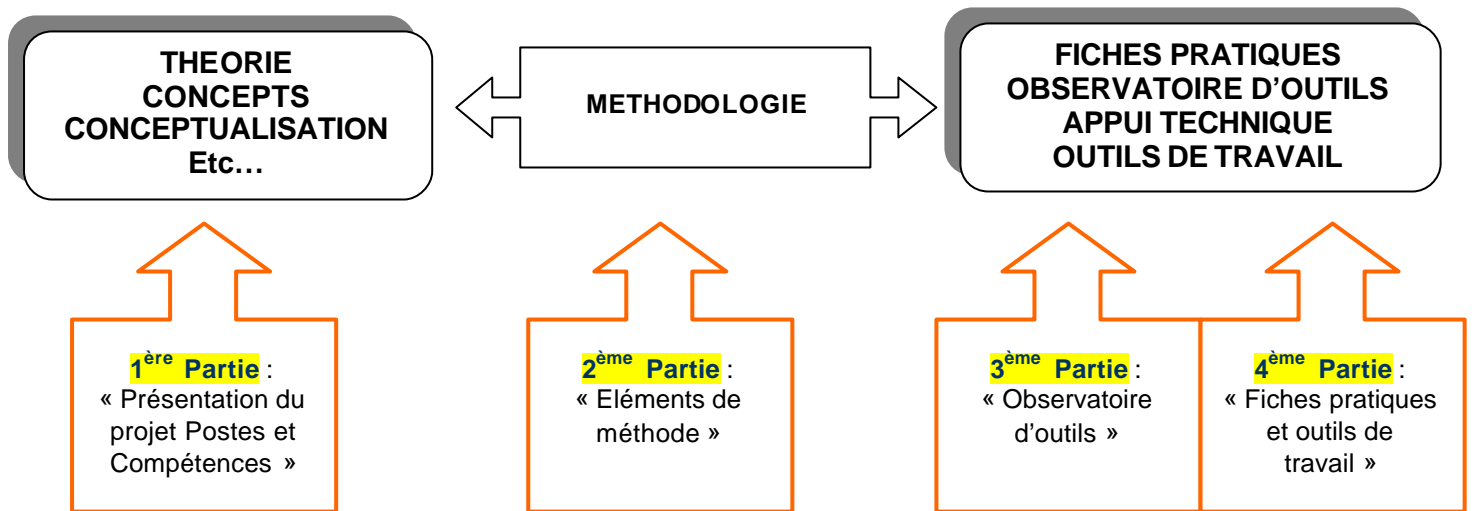 THEORIE
CONCEPTS
CONCEPTUALISATION
Etc…
METHODOLOGIE
FICHES PRATIQUES
OBSERVATOIRE D’OUTILS
APPUI TECHNIQUE
OUTILS DE TRAVAIL
1ère Partie :
« Présentation du
projet Postes et
Compétences »
2ème Partie :
« Eléments de
méthode »
3ème Partie :
« Observatoire
d’outils »
4ème Partie :
« Fiches pratiques
et outils de
travail »